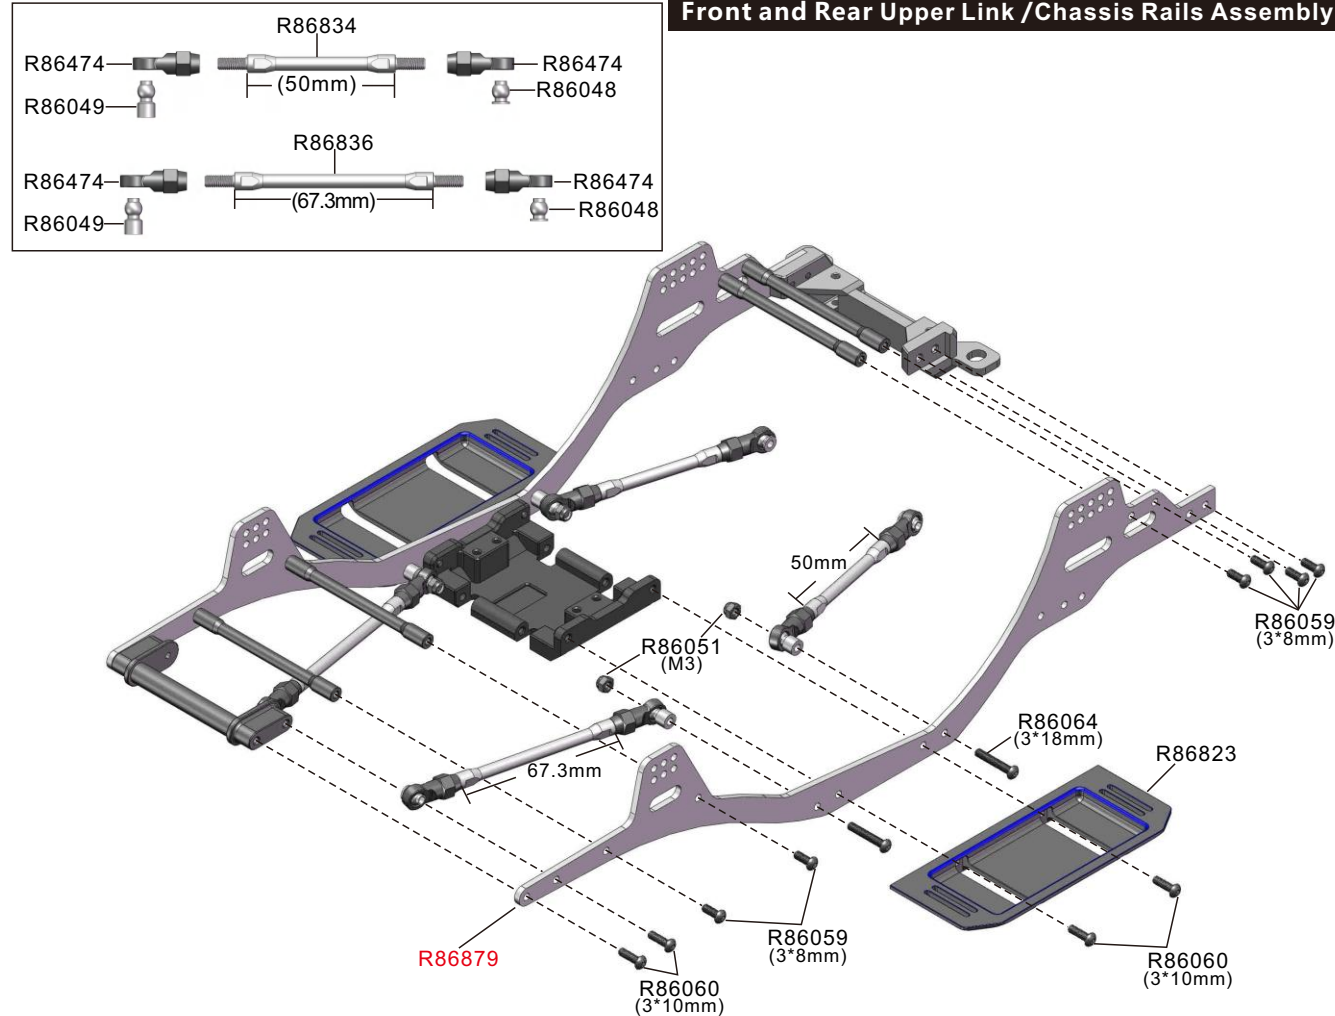 Front and Rear Upper Link /Chassis Rails Assembly
R86834
R86474
R86474
(50mm)
R86049
R86048
R86836
R86474
R86474
(67.3mm)
R86049
R86048
50mm
R86051
(M3)
R86059
(3*8mm)
R86064
(3*18mm)
R86823
67.3mm
R86879
R86059
(3*8mm)
R86060
(3*10mm)
R86060
(3*10mm)